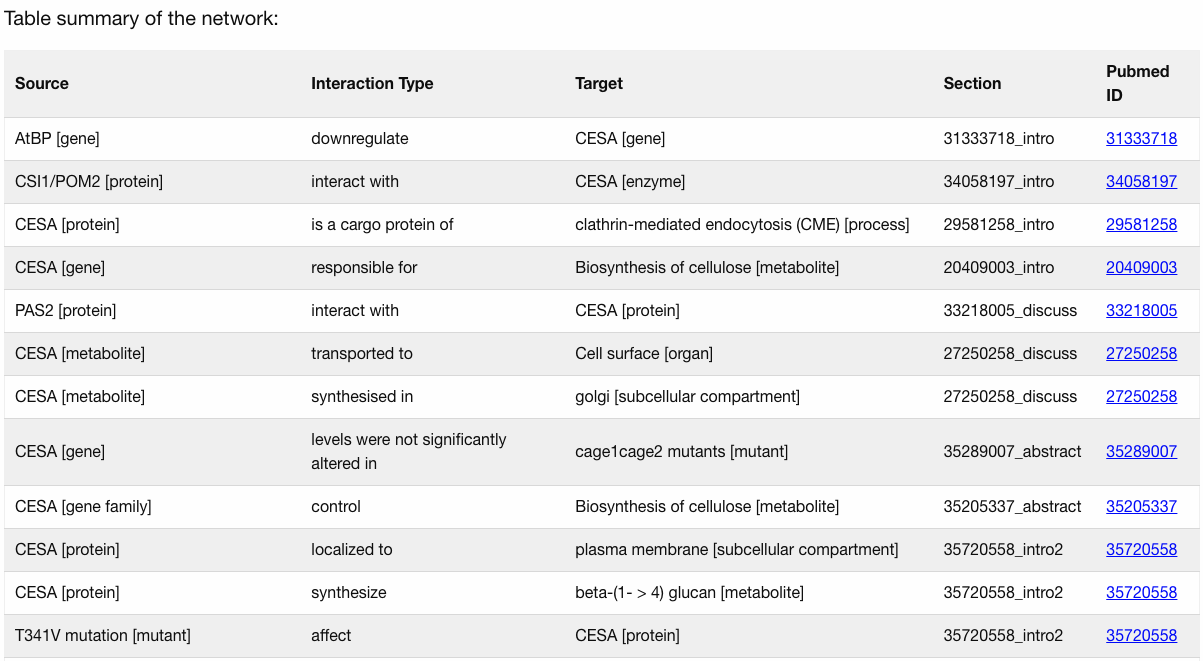 Table summary of the network:
Source Interaction Type Target Section Pubmed ID
AtBP [gene] downregulate CESA [gene] 31333718_intro 31333718
CSI1/POM2 [protein] interact with CESA [enzyme] 34058197_intro 34058197
CESA [protein] is a cargo protein of clathrin-mediated endocytosis (CME) [process] 29581258_intro 29581258
CESA [gene] responsible for Biosynthesis of cellulose [metabolite] 20409003_intro 20409003
PAS2 [protein] interact with CESA [protein] 33218005_discuss 33218005
CESA [metabolite] transported to Cell surface [organ] 27250258_discuss 27250258
CESA [metabolite] synthesised in golgi [subcellular compartment] 27250258_discuss 27250258
CESA [gene] levels were not significantly altered in cage1cage2 mutants [mutant] 35289007_abstract 35289007
CESA [gene family] control Biosynthesis of cellulose [metabolite] 35205337_abstract 35205337
CESA [protein] localized to plasma membrane [subcellular compartment] 35720558_intro2 35720558
CESA [protein] synthesize beta-(1- > 4) glucan [metabolite] 35720558_intro2 35720558
T341V mutation [mutant] affect CESA [protein] 35720558_intro2 35720558